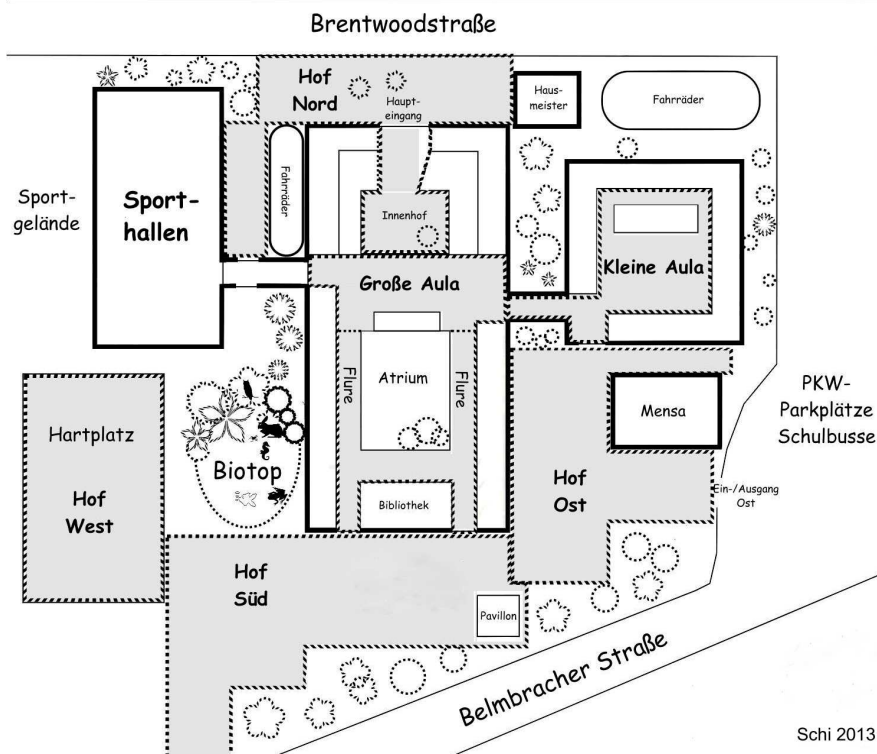 Brentwoodstraße
Hof
Nord
Haupt-
eingang
Haus-
meister
Fahrräder
Sport-
gelände
Sport-
hallen
Fahrräder
Innenhof
Große Aula
Kleine Aula
Flure
Atrium
Flure
Mensa
PKW-
Parkplätze
Schulbusse
Hartplatz
Hof
West
Biotop
Bibliothek
Hof
Ost
Ein-/Ausgang
Ost
Hof
Süd
Pavillon
Belmbracher Straße
Schi 2013